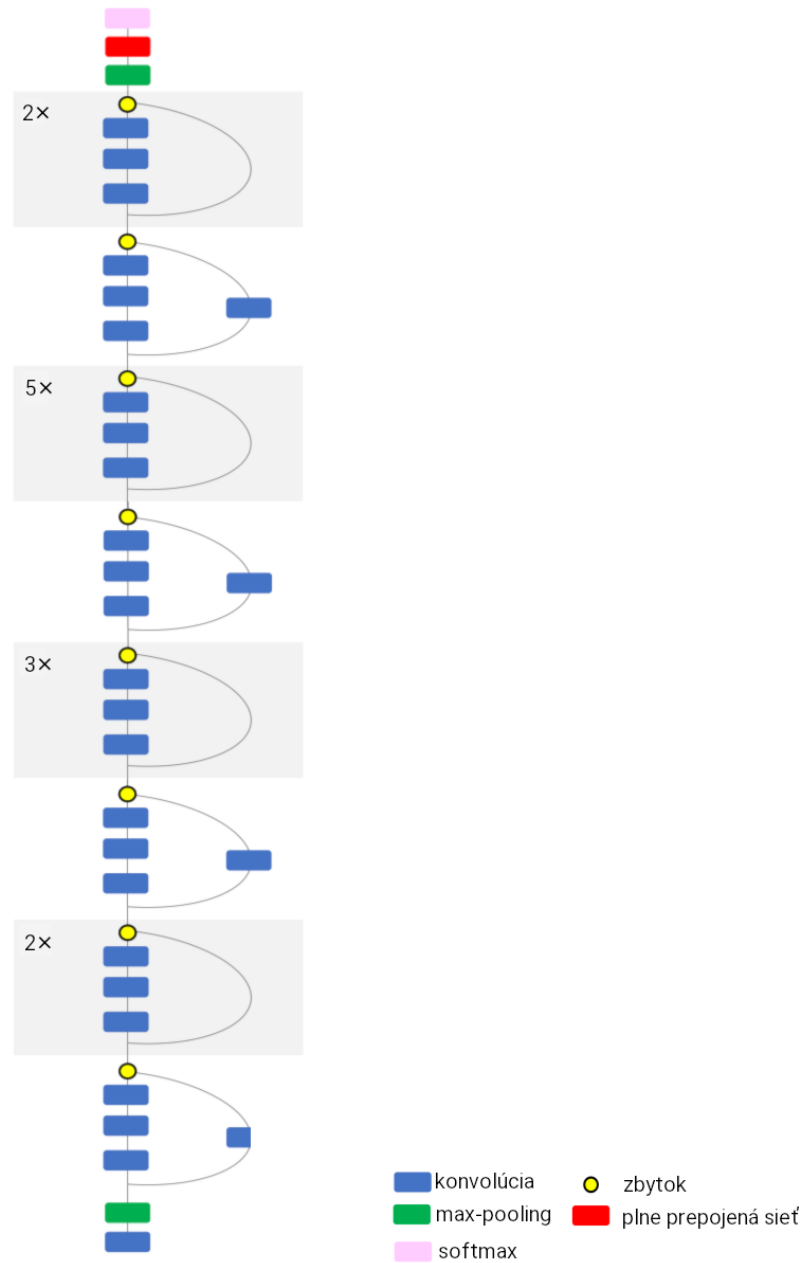 2×
5×
3×
2×
konvolúcia
zbytok
max-pooling
plne prepojená sieť
softmax